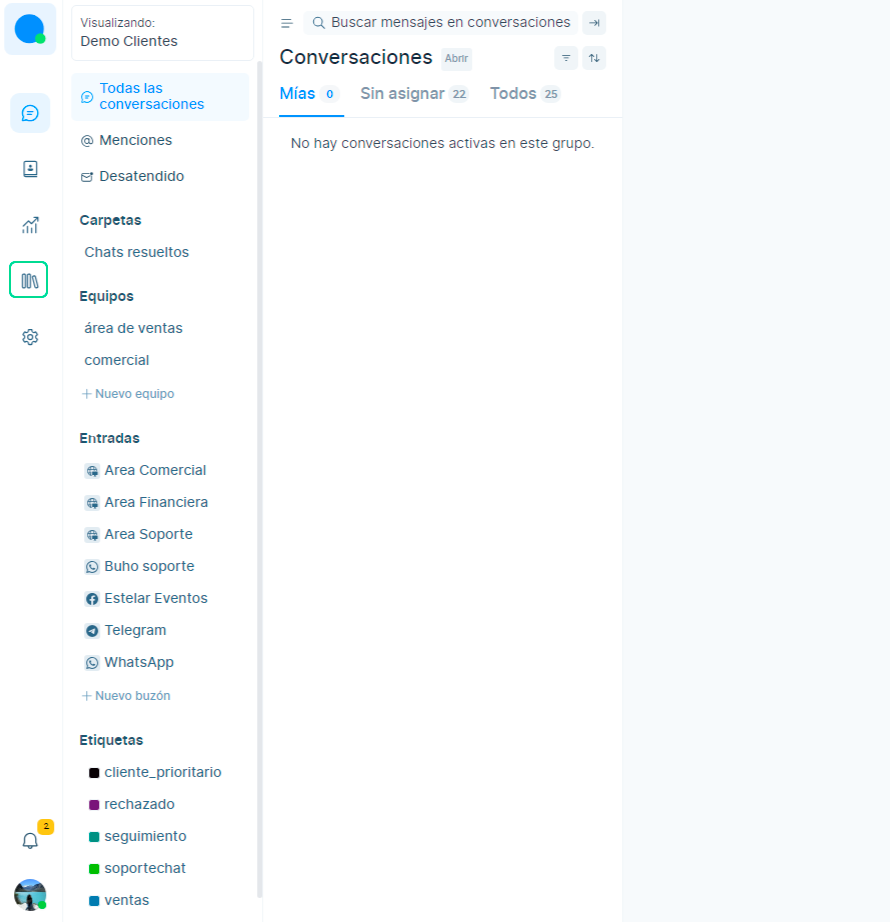 Visualizando:
Demo Clientes
Todas las
conversaciones
@ Menciones
Desatendido
Carpetas
Chats resueltos
Equipos
área de ventas
comercial
+ Nuevo equipo
Entradas
Area Comercial
Area Financiera
Area Soporte
Buho soporte
Estelar Eventos
Telegram
WhatsApp
+ Nuevo buzón
Etiquetas
cliente_prioritario
rechazado
seguimiento
soportechat
ventas
2
Buscar mensajes en conversaciones
Conversaciones Abrir
Mías 0 Sin asignar 22 Todos 25
No hay conversaciones activas en este grupo.